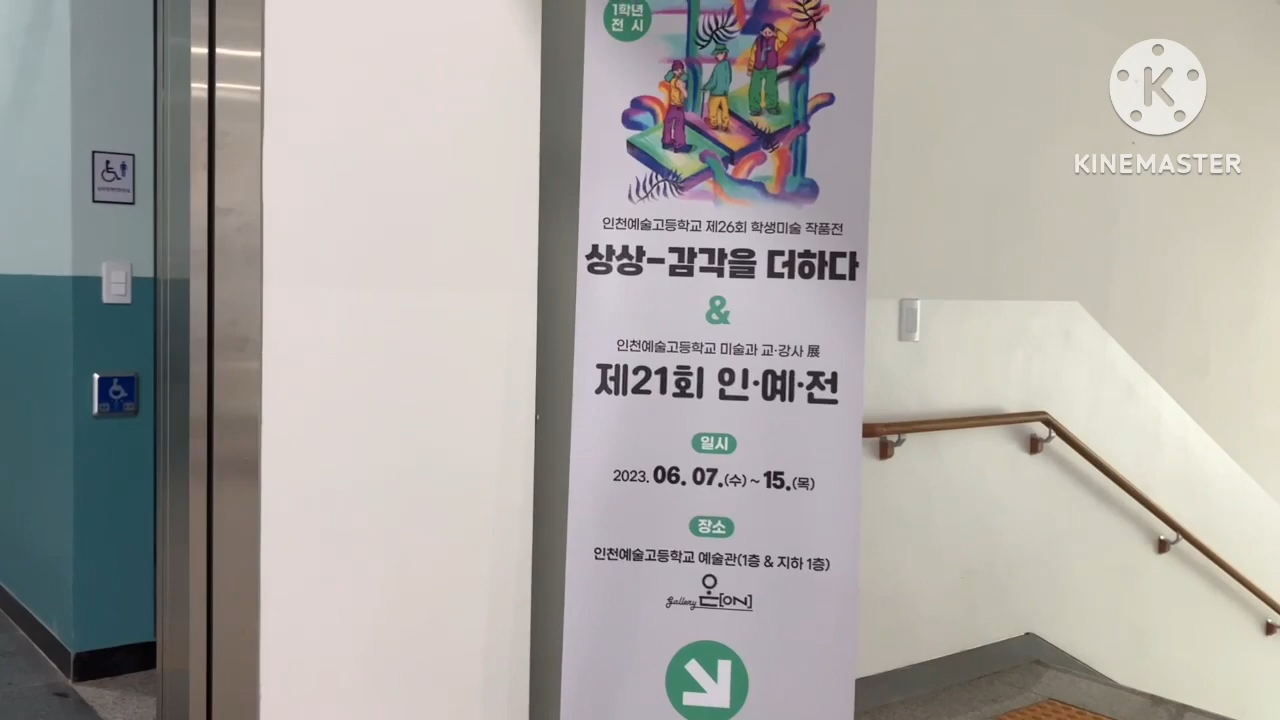 1학년
전 시
인천예술고등학교 제26회 학생미술 작품전
상상-감각을 더하다
&
인천예술고등학교 미술과 교·강사 展
제21회 인·예·전
일시
2023. 06. 07.(수) ~ 15.(목)
장소
인천예술고등학교 예술관(1층 & 지하 1층)
gallery 온[ON]
K
KINEMASTER